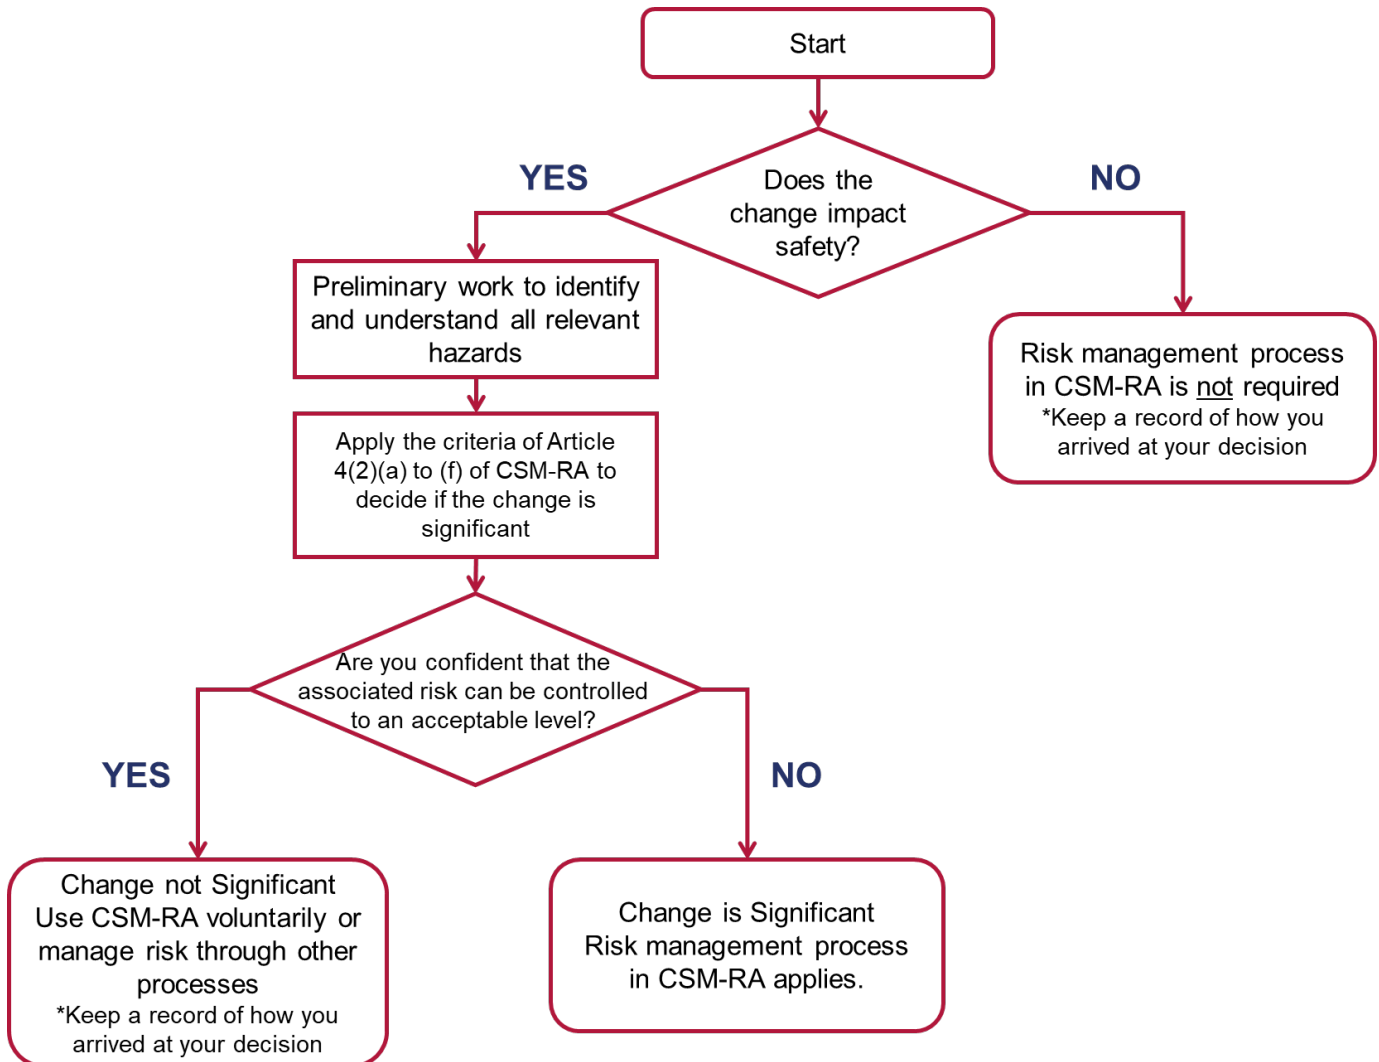 Start
Does the
change impact
safety?
YES
NO
Preliminary work to identify
and understand all relevant
hazards
Risk management process
in CSM-RA is not required
*Keep a record of how you
arrived at your decision
Apply the criteria of Article
4(2)(a) to (f) of CSM-RA to
decide if the change is
significant
Are you confident that the
associated risk can be controlled
to an acceptable level?
YES
NO
Change not Significant
Use CSM-RA voluntarily or
manage risk through other
processes
*Keep a record of how you
arrived at your decision
Change is Significant
Risk management process
in CSM-RA applies.